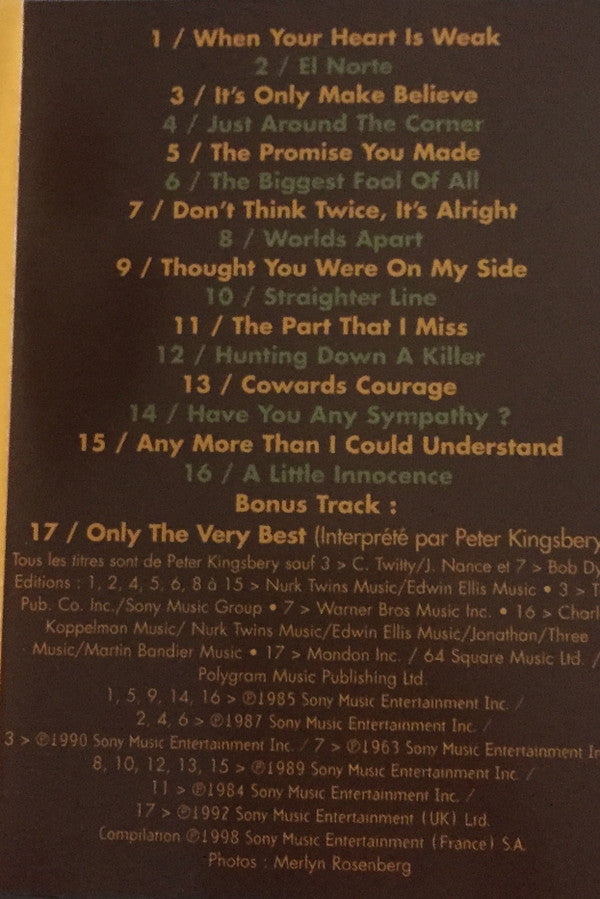 1 / When Your Heart Is Weak
2 / El Norte
3 / It's Only Make Believe
4 / Just Around The Corner
5 / The Promise You Made
6 / The Biggest Fool Of All
7 / Don't Think Twice, It's Alright
8 / Worlds Apart
9 / Thought You Were On My Side
10 / Straighter Line
11 / The Part That I Miss
12 / Hunting Down A Killer
13 / Cowards Courage
14 / Have You Any Sympathy ?
15 / Any More Than I Could Understand
16 / A Little Innocence
Bonus Track :
17 / Only The Very Best (Interprété par Peter Kingsbery
Tous les titres sont de Peter Kingsbery sauf 3 > C. Twitty/J. Nance et 7 > Bob Dy
Editions : 1, 2, 4, 5, 6, 8 à 15 > Nurk Twins Music/Edwin Ellis Music • 3 > T
Pub. Co. Inc./Sony Music Group • 7 > Warner Bros Music Inc. • 16 > Charl
Koppelman Music/ Nurk Twins Music/Edwin Ellis Music/Jonathan/Three
Music/Martin Bandier Music • 17 > Mondon Inc. / 64 Square Music Ltd. /
Polygram Music Publishing Ltd.
1, 5, 9, 14, 16 > ℗1985 Sony Music Entertainment Inc. /
2, 4, 6 > ℗1987 Sony Music Entertainment Inc. /
3 > ℗1990 Sony Music Entertainment Inc. / 7 > ℗1963 Sony Music Entertainment In
8, 10, 12, 13, 15 > ℗1989 Sony Music Entertainment Inc. /
11 > ℗1984 Sony Music Entertainment Inc. /
17 > ℗1992 Sony Music Entertainment (UK) Ltd.
Compilation ℗1998 Sony Music Entertainment (France) S.A.
Photos : Merlyn Rosenberg